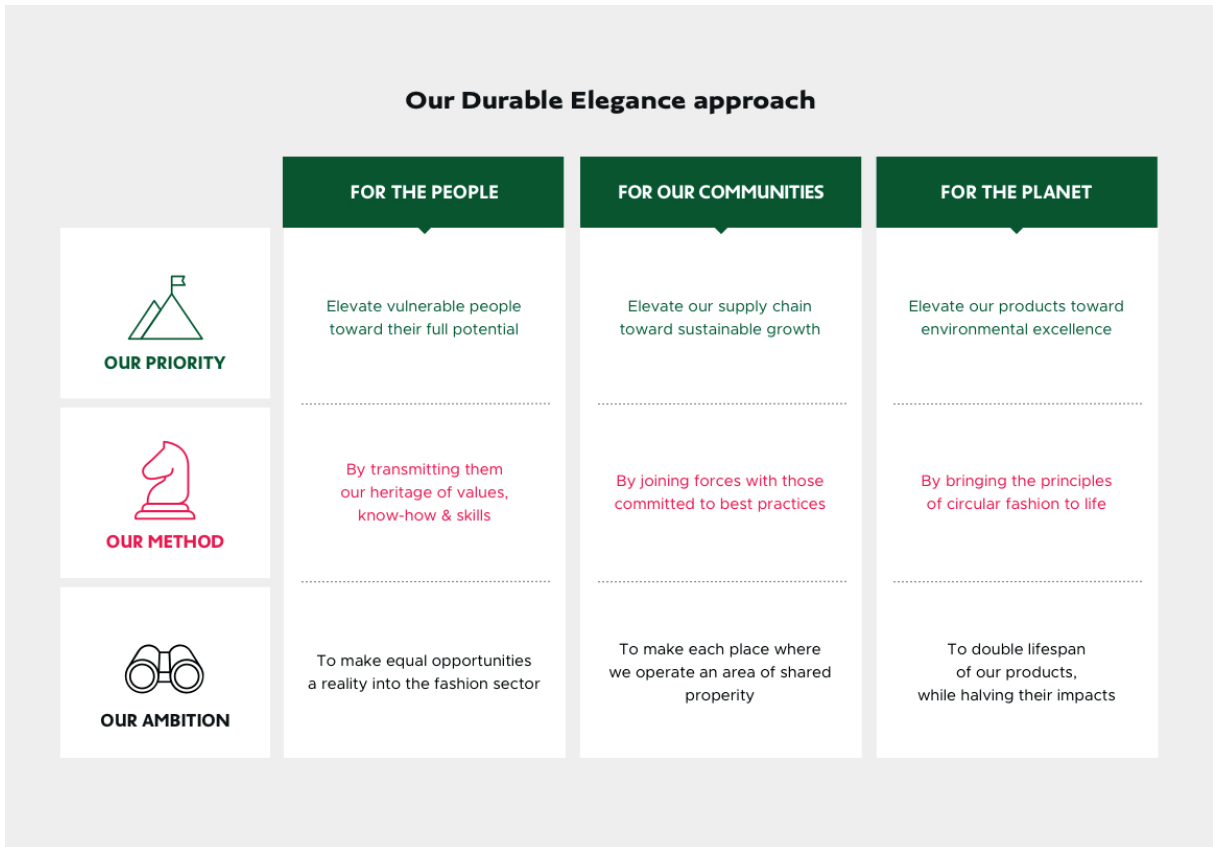 Our Durable Elegance approach
FOR THE PEOPLE
FOR OUR COMMUNITIES
FOR THE PLANET
OUR PRIORITY
Elevate vulnerable people
toward their full potential
Elevate our supply chain
toward sustainable growth
Elevate our products toward
environmental excellence
OUR METHOD
By transmitting them
our heritage of values,
know-how & skills
By joining forces with those
committed to best practices
By bringing the principles
of circular fashion to life
OUR AMBITION
To make equal opportunities
a reality into the fashion sector
To make each place where
we operate an area of shared
properity
To double lifespan
of our products,
while halving their impacts